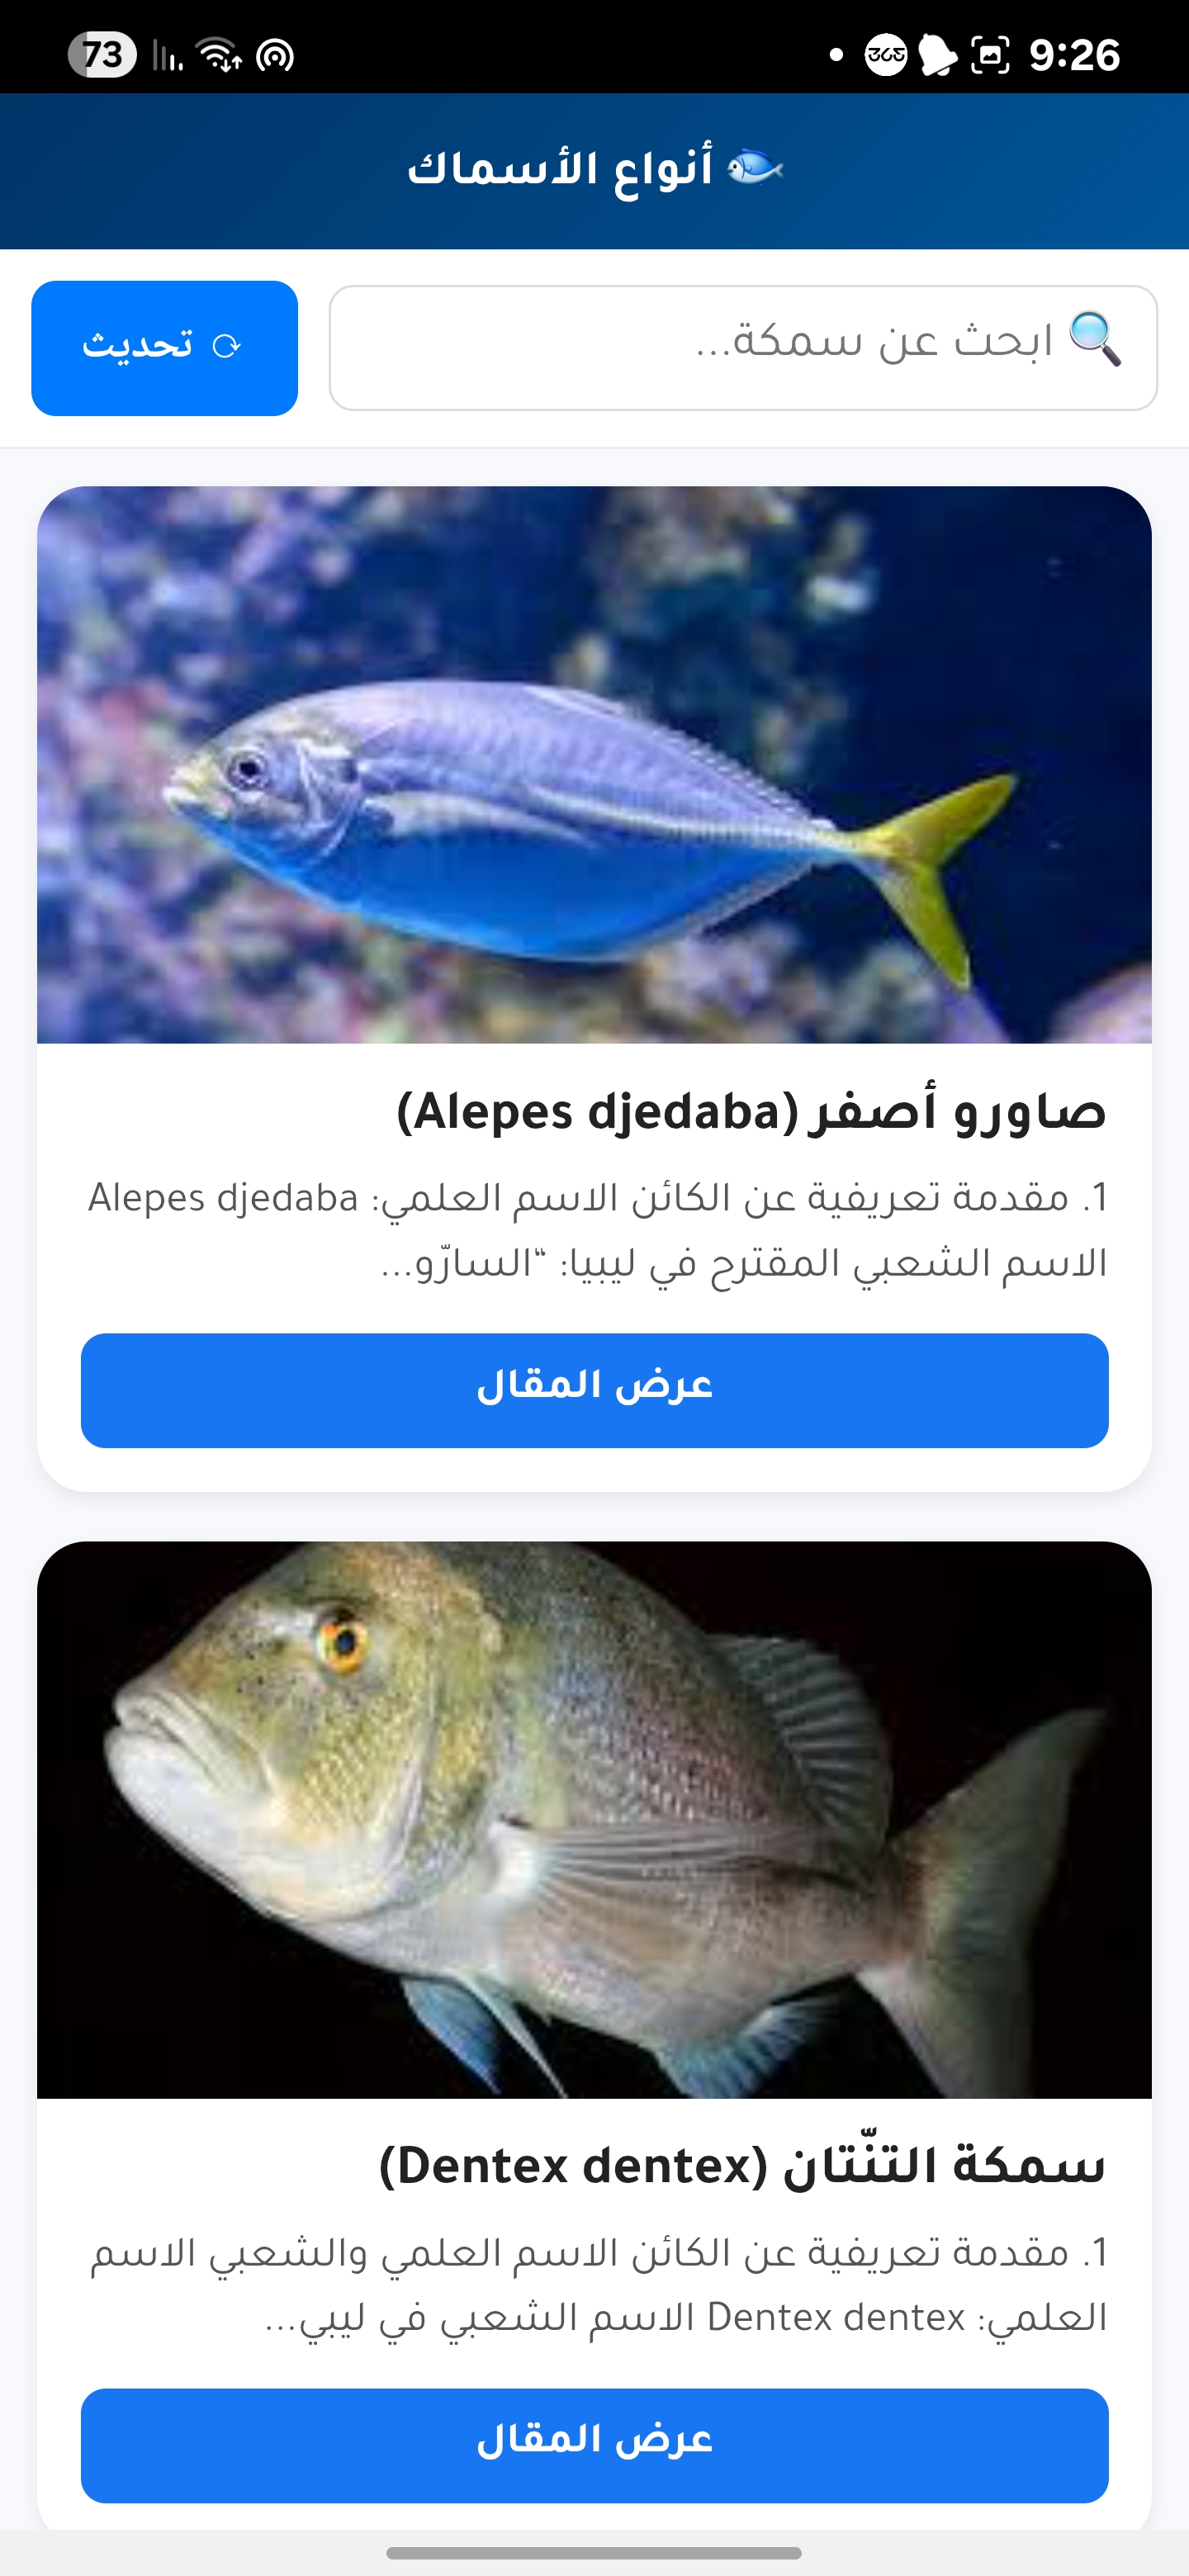 9:26
365
73
🐟 أنواع الأسماك
🔍 ابحث عن سمكة...
⟳ تحديث
صاورو أصفر (Alepes djedaba)
1. مقدمة تعريفية عن الكائن الاسم العلمي: Alepes djedaba
الاسم الشعبي المقترح في ليبيا: “السارّو...
عرض المقال
سمكة التنّتان (Dentex dentex)
1. مقدمة تعريفية عن الكائن الاسم العلمي والشعبي الاسم
العلمي: Dentex dentex الاسم الشعبي في ليبي...
عرض المقال